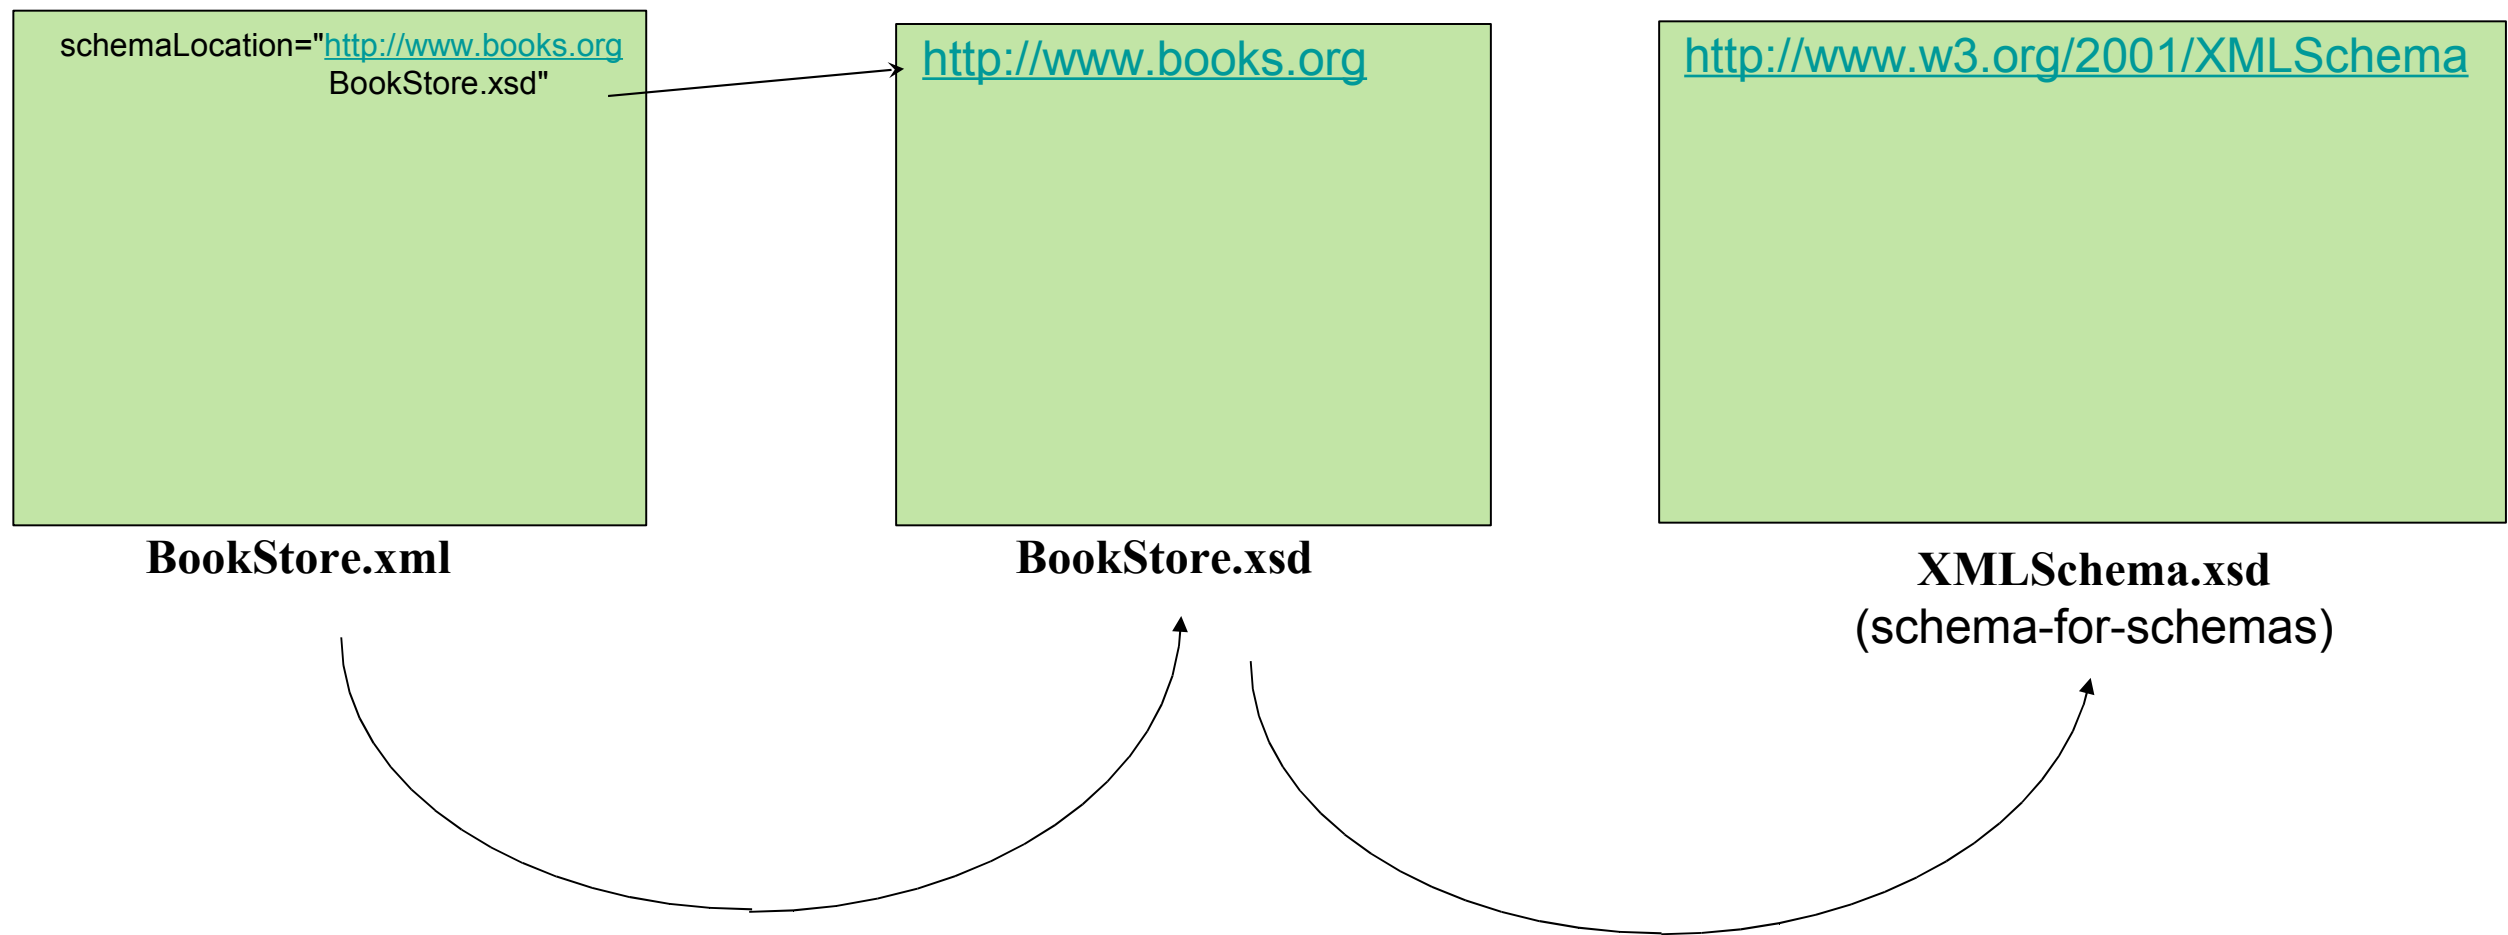 schemaLocation="http://www.books.org
BookStore.xsd"
http://www.books.org
http://www.w3.org/2001/XMLSchema
BookStore.xml
BookStore.xsd
XMLSchema.xsd
(schema-for-schemas)